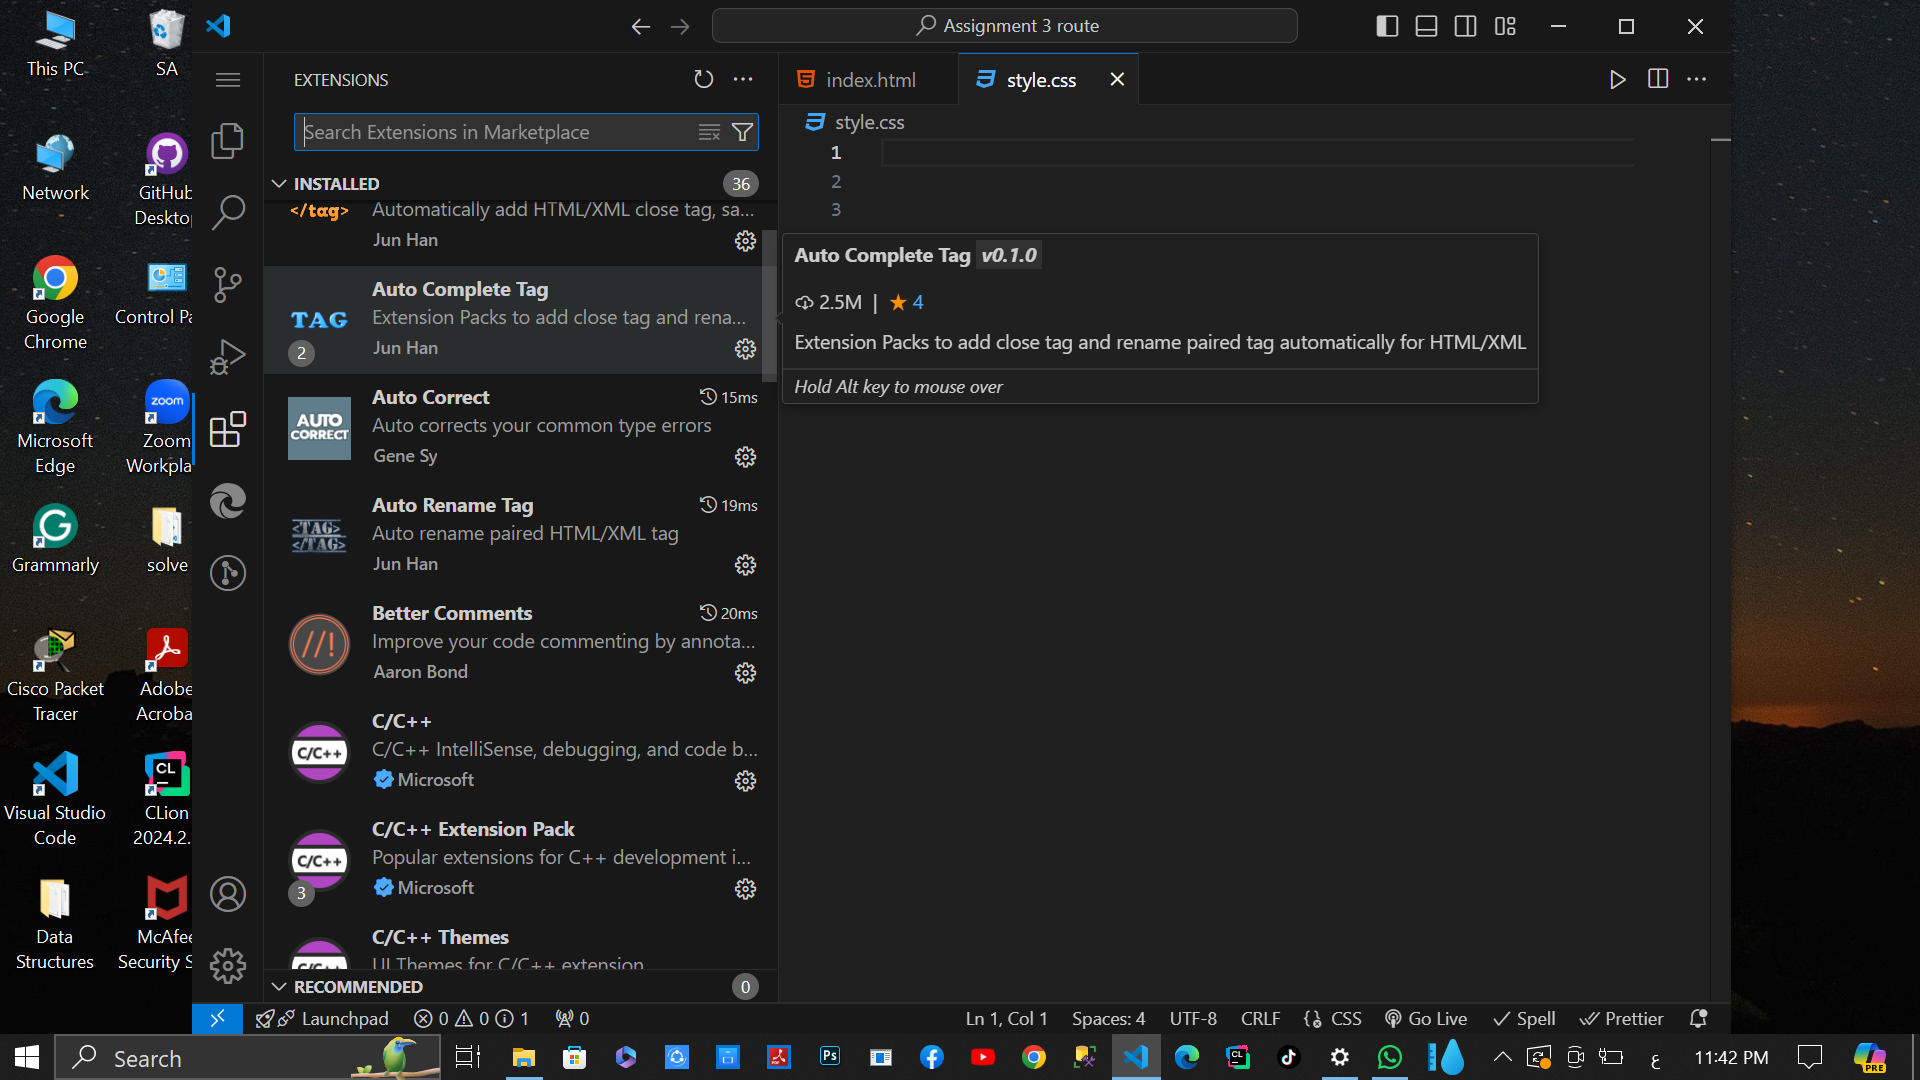 This PC
SA
Network
GitHub
Desktop
Google
Chrome
Control Pa
Microsoft
Edge
zoom
Zoom
Workpla
Grammarly
solve
Cisco Packet
Tracer
Adobe
Acroba
Visual Studio
Code
CL
CLion
2024.2.
Data
Structures
McAfee
Security S
Assignment 3 route
EXTENSIONS
Search Extensions in Marketplace
INSTALLED
36
</tag>
Automatically add HTML/XML close tag, sa...
Jun Han
TAG
2
Auto Complete Tag
Extension Packs to add close tag and rena...
Jun Han
AUTO
CORRECT
Auto Correct
15ms
Auto corrects your common type errors
Gene Sy
<TAG>
</TAG>
Auto Rename Tag
19ms
Auto rename paired HTML/XML tag
Jun Han
//!
Better Comments
20ms
Improve your code commenting by annota...
Aaron Bond
C/C++
C/C++
C/C++ IntelliSense, debugging, and code b...
Microsoft
C/C++
3
C/C++ Extension Pack
Popular extensions for C++ development i...
Microsoft
C/C++
C/C++ Themes
UI Themes for C/C++ extension
RECOMMENDED
0
index.html
style.css
style.css
1
2
3
Auto Complete Tag v0.1.0
2.5M | ★ 4
Extension Packs to add close tag and rename paired tag automatically for HTML/XML
Hold Alt key to mouse over
Launchpad
0
0
1
0
Ln 1, Col 1
Spaces: 4
UTF-8
CRLF
{} CSS
Go Live
Spell
Prettier
Search
Ps
CL
ع
11:42 PM
PRE